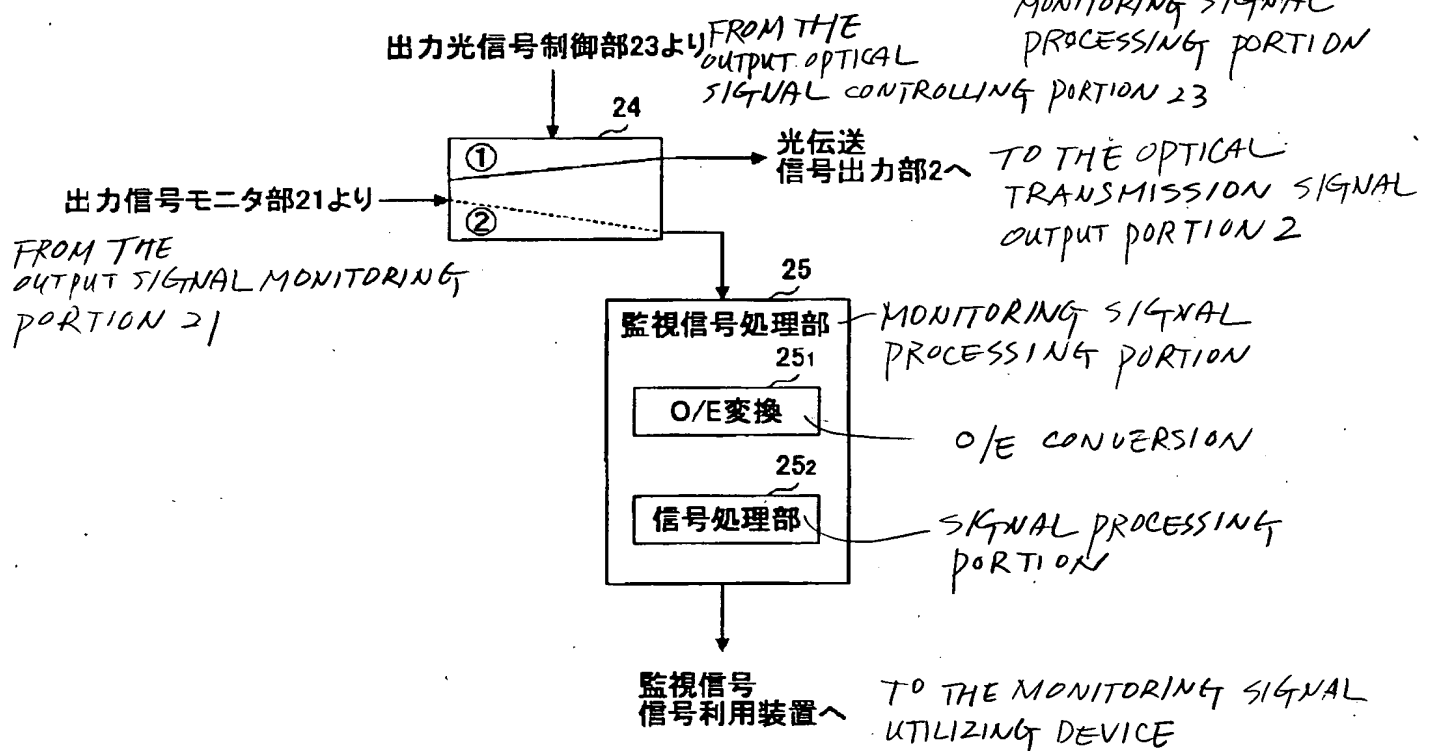 MONITORING SIGNAL
PROCESSING PORTION
出力光信号制御部23より
FROM THE
OUTPUT OPTICAL
SIGNAL CONTROLLING PORTION 23
24
①
②
光伝送
信号出力部2へ
TO THE OPTICAL
TRANSMISSION SIGNAL
OUTPUT PORTION 2
出力信号モニタ部21より
FROM THE
OUTPUT SIGNAL MONITORING
PORTION 21
25
監視信号処理部
MONITORING SIGNAL
PROCESSING PORTION
251
O/E変換
O/E CONVERSION
252
信号処理部
SIGNAL PROCESSING
PORTION
監視信号
信号利用装置へ
TO THE MONITORING SIGNAL
UTILIZING DEVICE